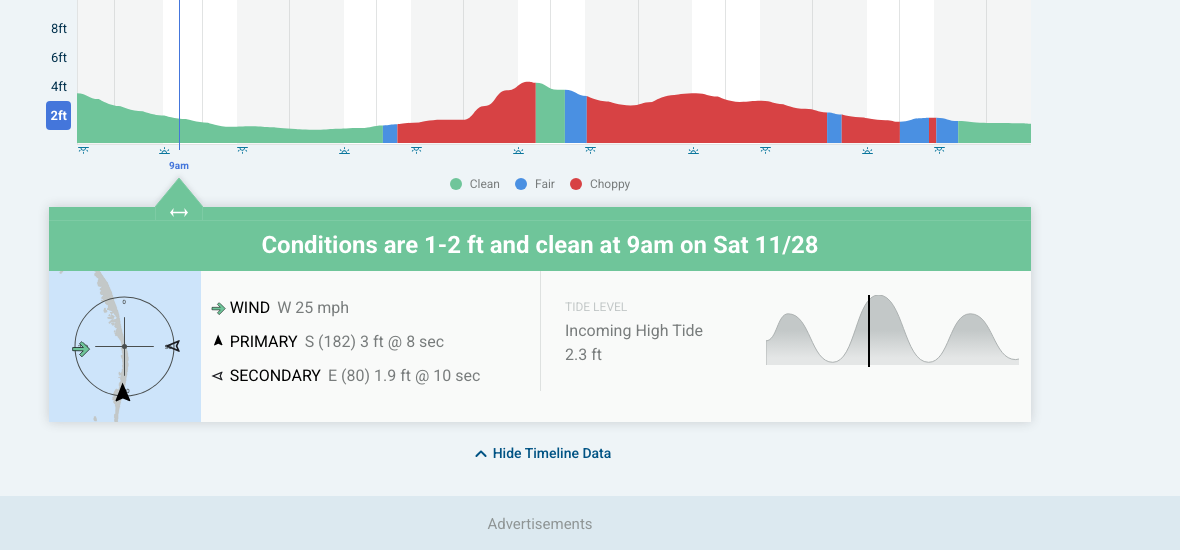 8ft
6ft
4ft
2ft
9am
Clean Fair Choppy
Conditions are 1-2 ft and clean at 9am on Sat 11/28
WIND W 25 mph
PRIMARY S (182) 3 ft @ 8 sec
SECONDARY E (80) 1.9 ft @ 10 sec
TIDE LEVEL
Incoming High Tide
2.3 ft
Hide Timeline Data
Advertisements